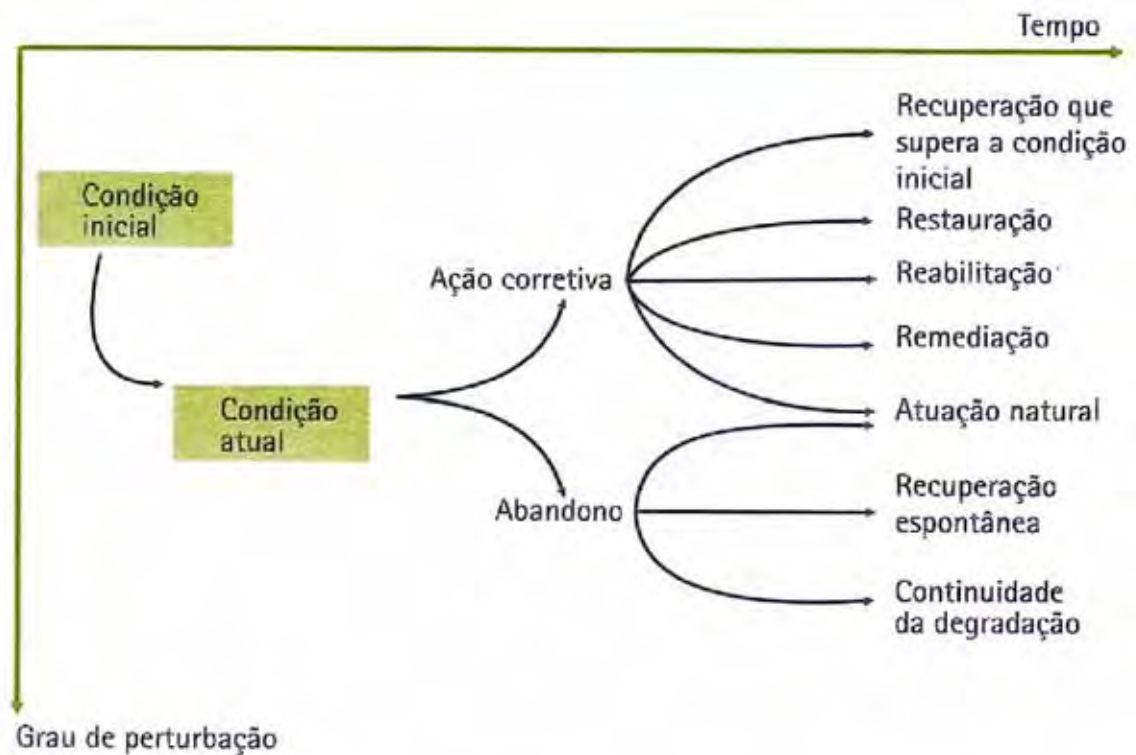 Tempo
Recuperação que
supera a condição
inicial
Condição
inicial
Restauração
Ação corretiva
Reabilitação
Remediação
Condição
atual
Atuação natural
Abandono
Recuperação
espontânea
Continuidade
da degradação
Grau de perturbação